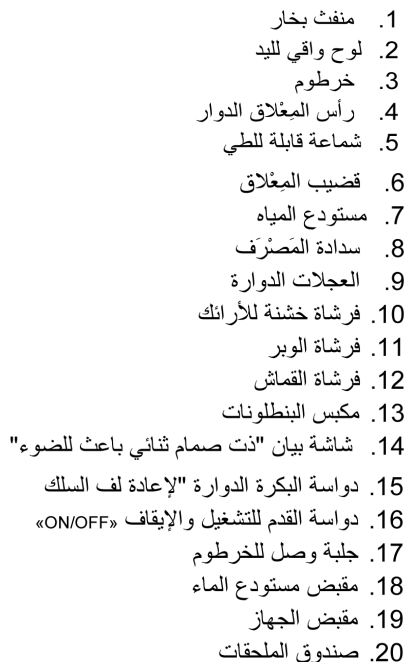 1. منفث بخار
2. لوح واقي لليد
3. خرطوم
4. رأس المِعْلاق الدوار
5. شماعة قابلة للطي
6. قضيب المِعْلاق
7. مستودع المياه
8. سدادة المَصْرَف
9. العجلات الدوارة
10. فرشاة خشنة للأرائك
11. فرشاة الوبر
12. فرشاة القماش
13. مكبس البنطلونات
14. شاشة بيان "ذت صمام ثنائي باعث للضوء"
15. دواسة البكرة الدوارة "لإعادة لف السلك
16. دواسة القدم للتشغيل والإيقاف «ON/OFF»
17. جلبة وصل للخرطوم
18. مقبض مستودع الماء
19. مقبض الجهاز
20. صندوق الملحقات